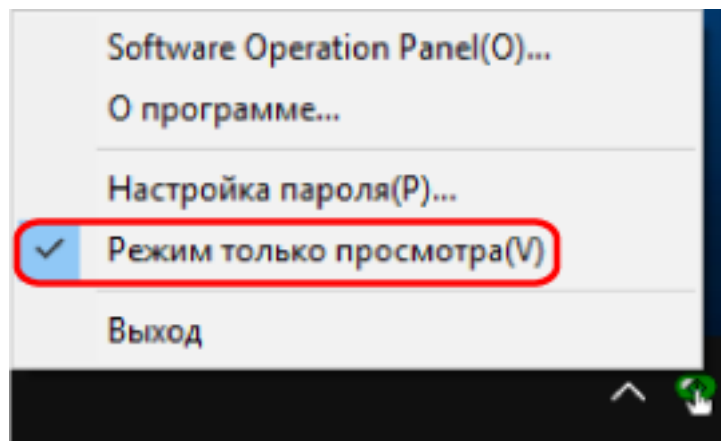 Software Operation Panel(O)...
О программе...
Настройка пароля(P)...
Режим только просмотра(V)
Выход